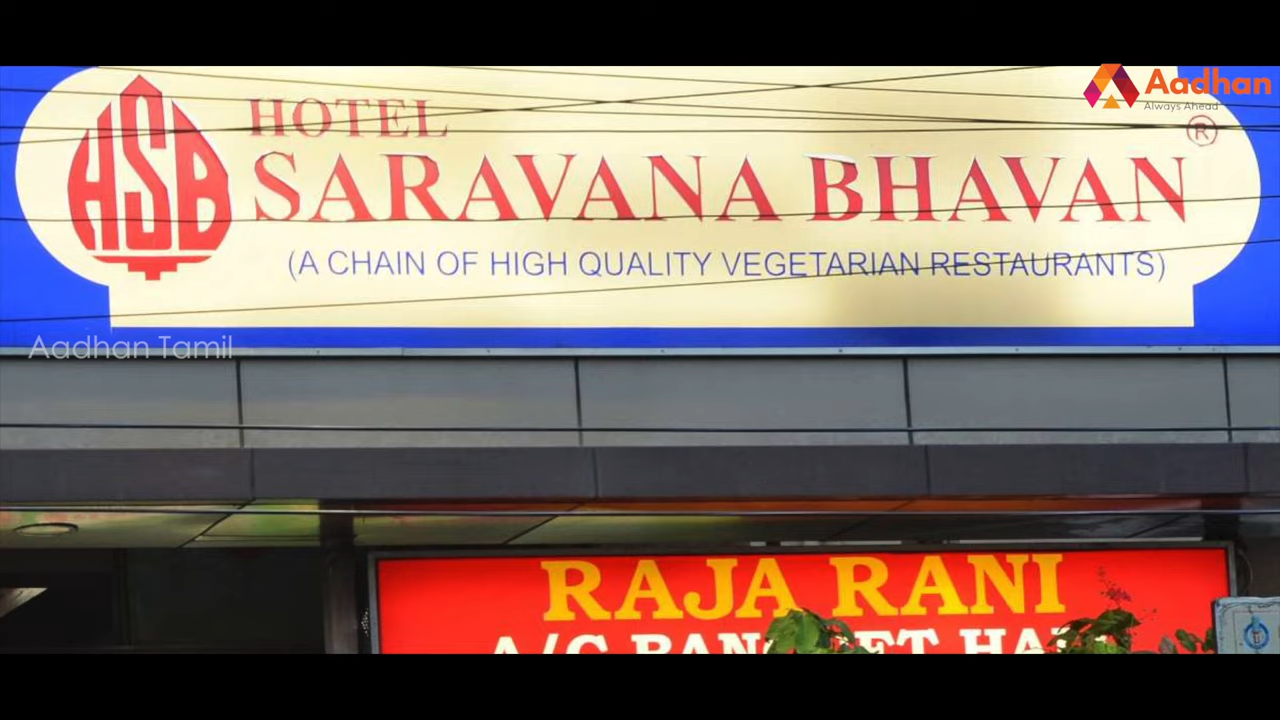 Aadhan
Always Ahead
HSB
HOTEL
SARAVANA BHAVAN ®
(A CHAIN OF HIGH QUALITY VEGETARIAN RESTAURANTS)
Aadhan Tamil
RAJA RANI
A/C